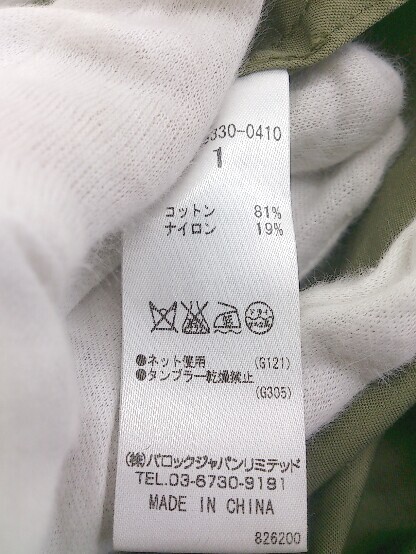 330-0410
1
コットン 81%
ナイロン 19%
●ネット使用 (G121)
●タンブラー乾燥禁止
(G305)
(株)バロックジャパンリミテッド
TEL.03-6730-9191
MADE IN CHINA
826200